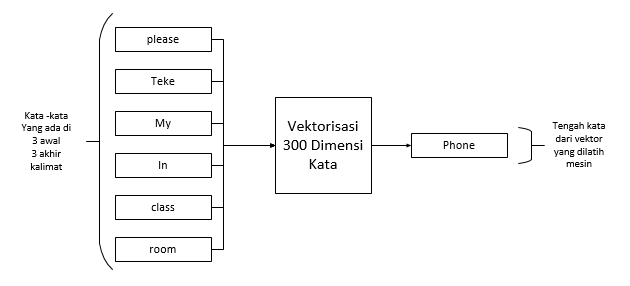 Kata -kata
Yang ada di
3 awal
3 akhir
kalimat
please
Teke
My
In
class
room
Vektorisasi
300 Dimensi
Kata
Phone
Tengah kata
dari vektor
yang dilatih
mesin